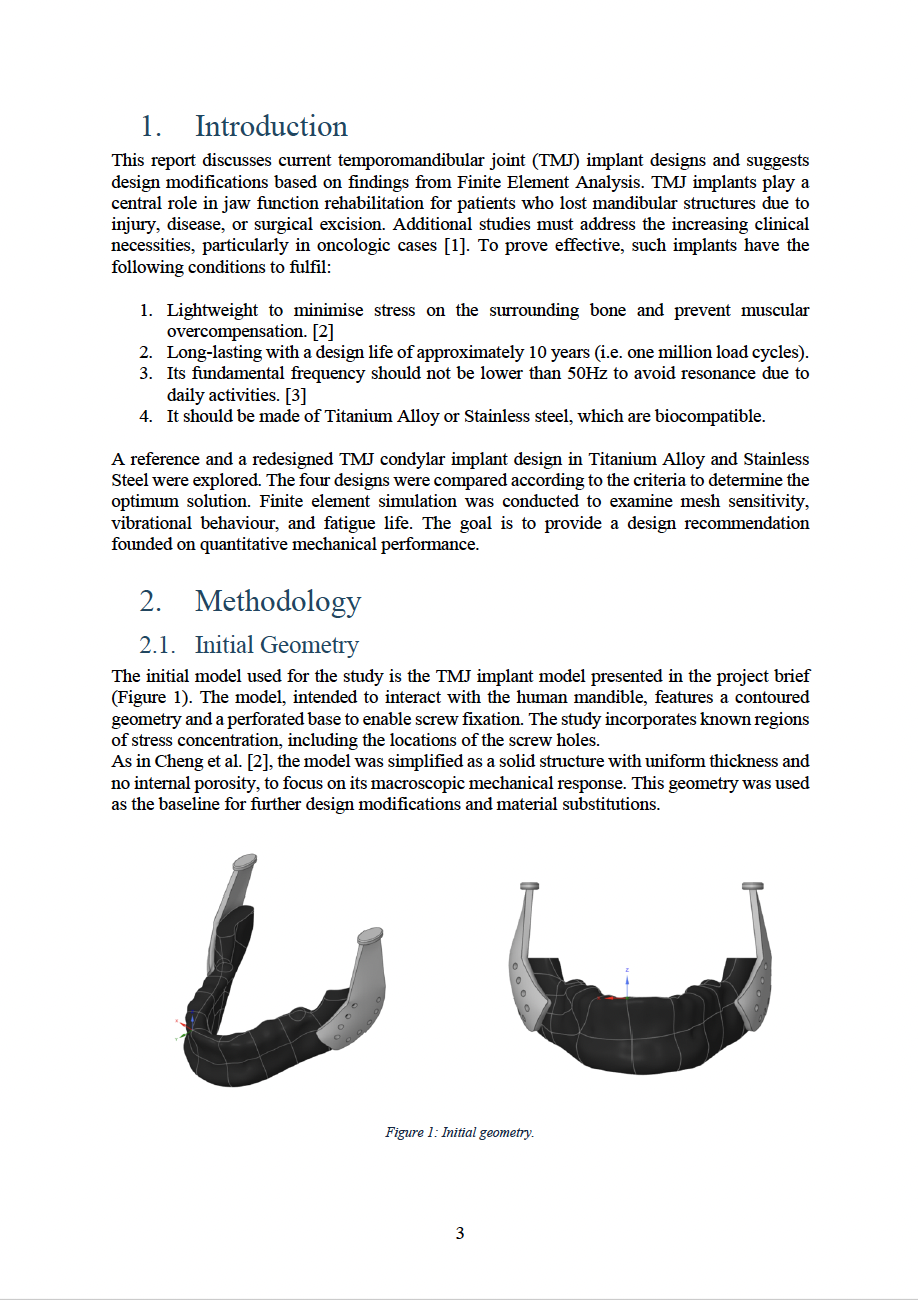 1. Introduction
This report discusses current temporomandibular joint (TMJ) implant designs and suggests
design modifications based on findings from Finite Element Analysis. TMJ implants play a
central role in jaw function rehabilitation for patients who lost mandibular structures due to
injury, disease, or surgical excision. Additional studies must address the increasing clinical
necessities, particularly in oncologic cases [1]. To prove effective, such implants have the
following conditions to fulfil:
1. Lightweight to minimise stress on the surrounding bone and prevent muscular
overcompensation. [2]
2. Long-lasting with a design life of approximately 10 years (i.e. one million load cycles).
3. Its fundamental frequency should not be lower than 50Hz to avoid resonance due to
daily activities. [3]
4. It should be made of Titanium Alloy or Stainless steel, which are biocompatible.
A reference and a redesigned TMJ condylar implant design in Titanium Alloy and Stainless
Steel were explored. The four designs were compared according to the criteria to determine the
optimum solution. Finite element simulation was conducted to examine mesh sensitivity,
vibrational behaviour, and fatigue life. The goal is to provide a design recommendation
founded on quantitative mechanical performance.
2. Methodology
2.1. Initial Geometry
The initial model used for the study is the TMJ implant model presented in the project brief
(Figure 1). The model, intended to interact with the human mandible, features a contoured
geometry and a perforated base to enable screw fixation. The study incorporates known regions
of stress concentration, including the locations of the screw holes.
As in Cheng et al. [2], the model was simplified as a solid structure with uniform thickness and
no internal porosity, to focus on its macroscopic mechanical response. This geometry was used
as the baseline for further design modifications and material substitutions.
Z
Figure 1: Initial geometry.
3